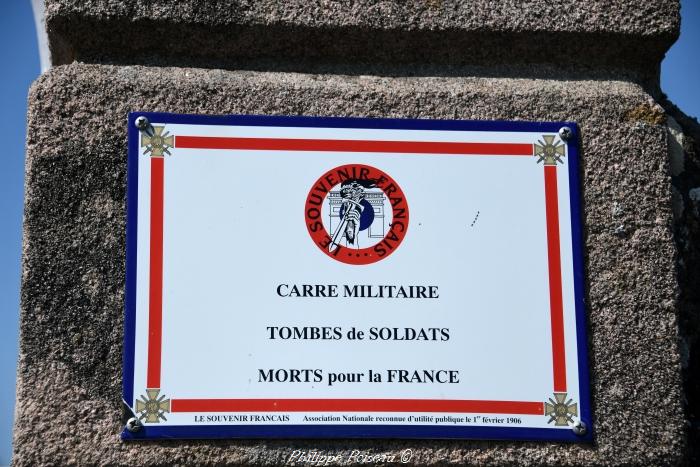 LE SOUVENIR FRANÇAIS
CARRE MILITAIRE
TOMBES de SOLDATS
MORTS pour la FRANCE
LE SOUVENIR FRANCAIS Association Nationale reconnue d'utilité publique le 1er février 1906
Philippe Poiseau ©